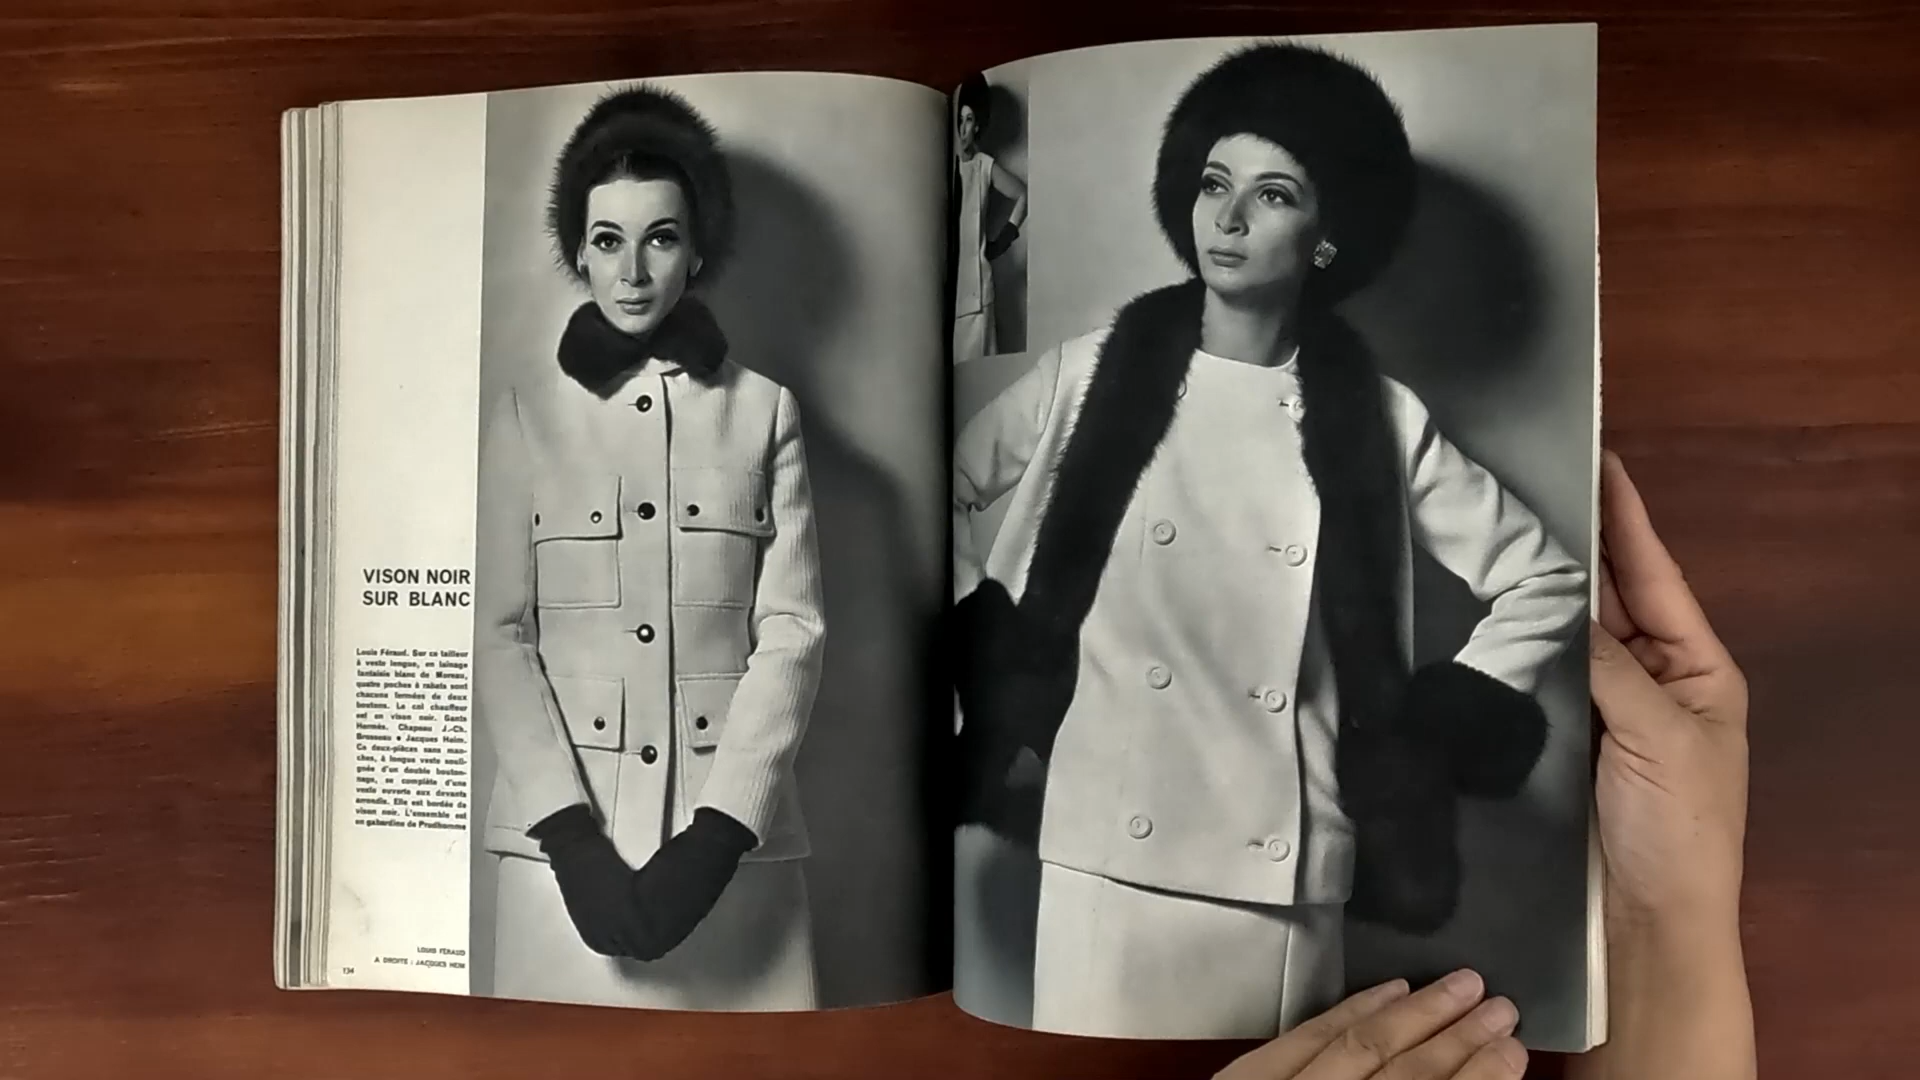 VISON NOIR
SUR BLANC
Louis Féraud. Sur ce tailleur
à veste longue, en lainage
fantaisie blanc de Moreau,
quatre poches à rabats sont
chacune fermées de deux
boutons. Le col chauffeur
est en vison noir. Gants
Hermès. Chapeau J.-Ch.
Brosseau • Jacques Heim.
Ce deux-pièces sans man-
ches, à longue veste souli-
gnée d'un double bouton-
nage, se complète d'une
veste ouverte aux devants
arrondis. Elle est bordée de
vison noir. L'ensemble est
en gabardine de Prudhomme
LOUIS FÉRAUD
A DROITE : JACQUES HEIM
134